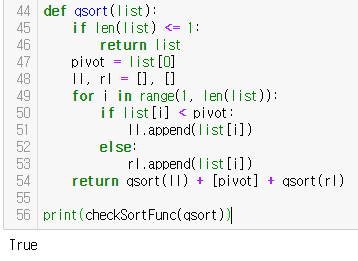 44 def qsort(list):
45     if len(list) <= 1:
46         return list
47     pivot = list[0]
48     ll, rl = [], []
49     for i in range(1, len(list)):
50         if list[i] < pivot:
51             ll.append(list[i])
52         else:
53             rl.append(list[i])
54     return qsort(ll) + [pivot] + qsort(rl)
55
56 print(checkSortFunc(qsort))
True